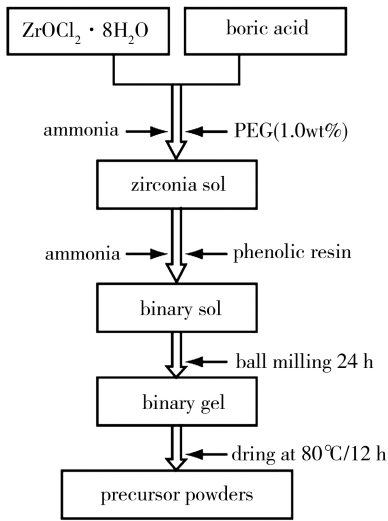 ZrOCl₂・8H₂O
boric acid
ammonia
PEG(1.0wt%)
zirconia sol
ammonia
phenolic resin
binary sol
ball milling 24 h
binary gel
dring at 80℃/12 h
precursor powders